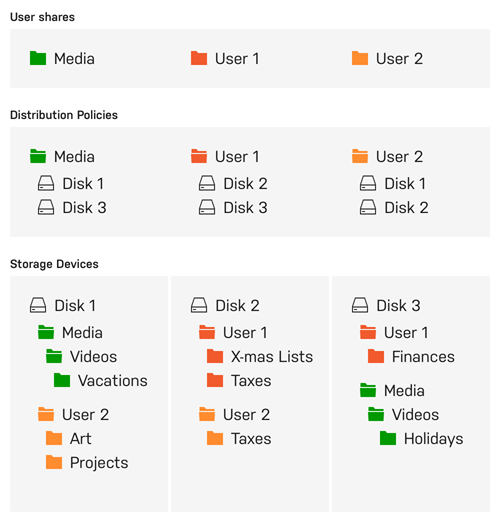 User shares
Media
User 1
User 2
Distribution Policies
Media
Disk 1
Disk 3
User 1
Disk 2
Disk 3
User 2
Disk 1
Disk 2
Storage Devices
Disk 1
Media
Videos
Vacations
User 2
Art
Projects
Disk 2
User 1
X-mas Lists
Taxes
User 2
Taxes
Disk 3
User 1
Finances
Media
Videos
Holidays